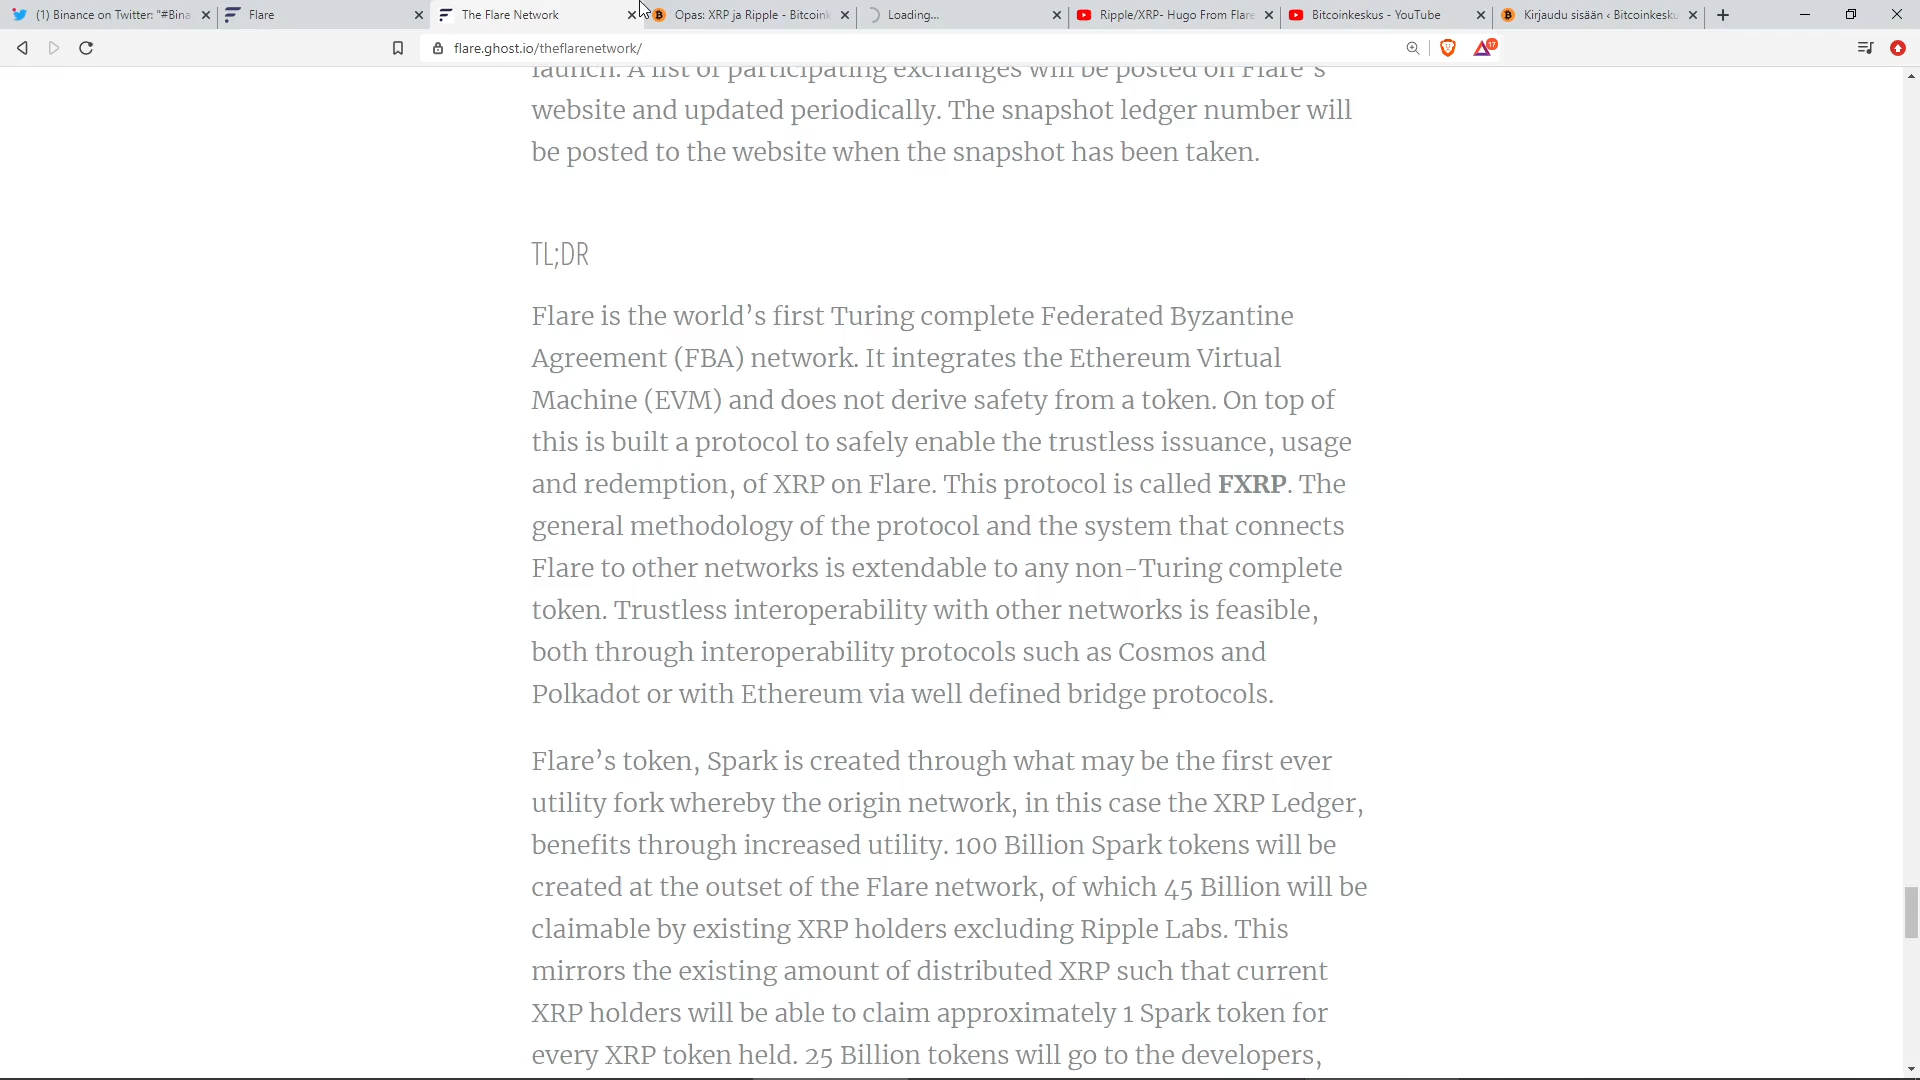 (1) Binance on Twitter: "#Bina
Flare
The Flare Network
Opas: XRP ja Ripple - Bitcoink
Loading...
Ripple/XRP- Hugo From Flare
Bitcoinkeskus - YouTube
Kirjaudu sisään ‹ Bitcoinkesku
flare.ghost.io/theflarenetwork/
17
launch. A list of participating exchanges will be posted on Flare's
website and updated periodically. The snapshot ledger number will
be posted to the website when the snapshot has been taken.
TL;DR
Flare is the world's first Turing complete Federated Byzantine
Agreement (FBA) network. It integrates the Ethereum Virtual
Machine (EVM) and does not derive safety from a token. On top of
this is built a protocol to safely enable the trustless issuance, usage
and redemption, of XRP on Flare. This protocol is called FXRP. The
general methodology of the protocol and the system that connects
Flare to other networks is extendable to any non-Turing complete
token. Trustless interoperability with other networks is feasible,
both through interoperability protocols such as Cosmos and
Polkadot or with Ethereum via well defined bridge protocols.
Flare's token, Spark is created through what may be the first ever
utility fork whereby the origin network, in this case the XRP Ledger,
benefits through increased utility. 100 Billion Spark tokens will be
created at the outset of the Flare network, of which 45 Billion will be
claimable by existing XRP holders excluding Ripple Labs. This
mirrors the existing amount of distributed XRP such that current
XRP holders will be able to claim approximately 1 Spark token for
every XRP token held. 25 Billion tokens will go to the developers,